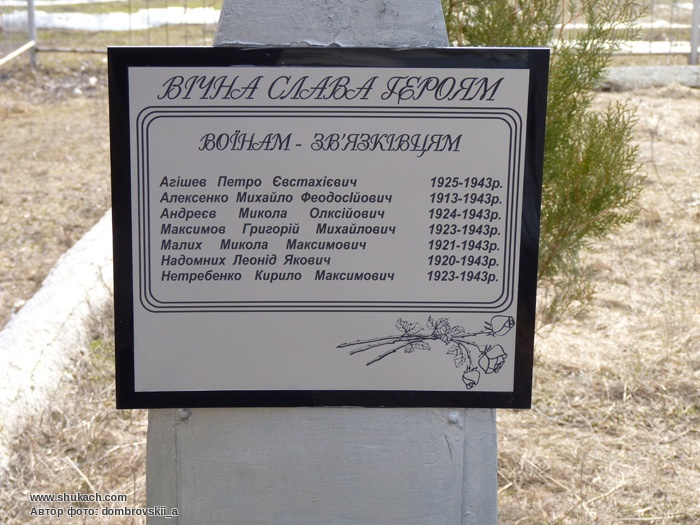 ВІЧНА СЛАВА ГЕРОЯМ
ВОЇНАМ - ЗВ'ЯЗКІВЦЯМ
Агішев Петро Євстахієвич 1925-1943р.
Алексенко Михайло ФеодосІйович 1913-1943р.
Андреєв Микола Олксійович 1924-1943р.
Максимов Григорій Михайлович 1923-1943р.
Малих Микола Максимович 1921-1943р.
Надомних Леонід Якович 1920-1943р.
Нетребенко Кирило Максимович 1923-1943р.
www.shukach.com
Автор фото: dombrovskii_a